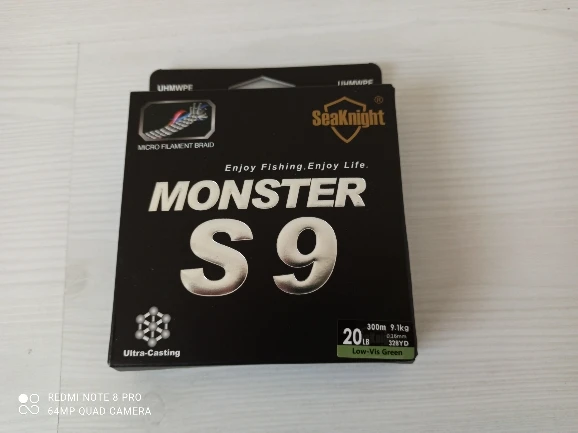 UHMWPE
UHMWPE
SeaKnight®
MICRO FILAMENT BRAID
Enjoy Fishing.Enjoy Life.
MONSTER
S9
Ultra-Casting
300m 9.1kg
20LB
328YD
Low-Vis Green
REDMI NOTE 8 PRO
64MP QUAD CAMERA